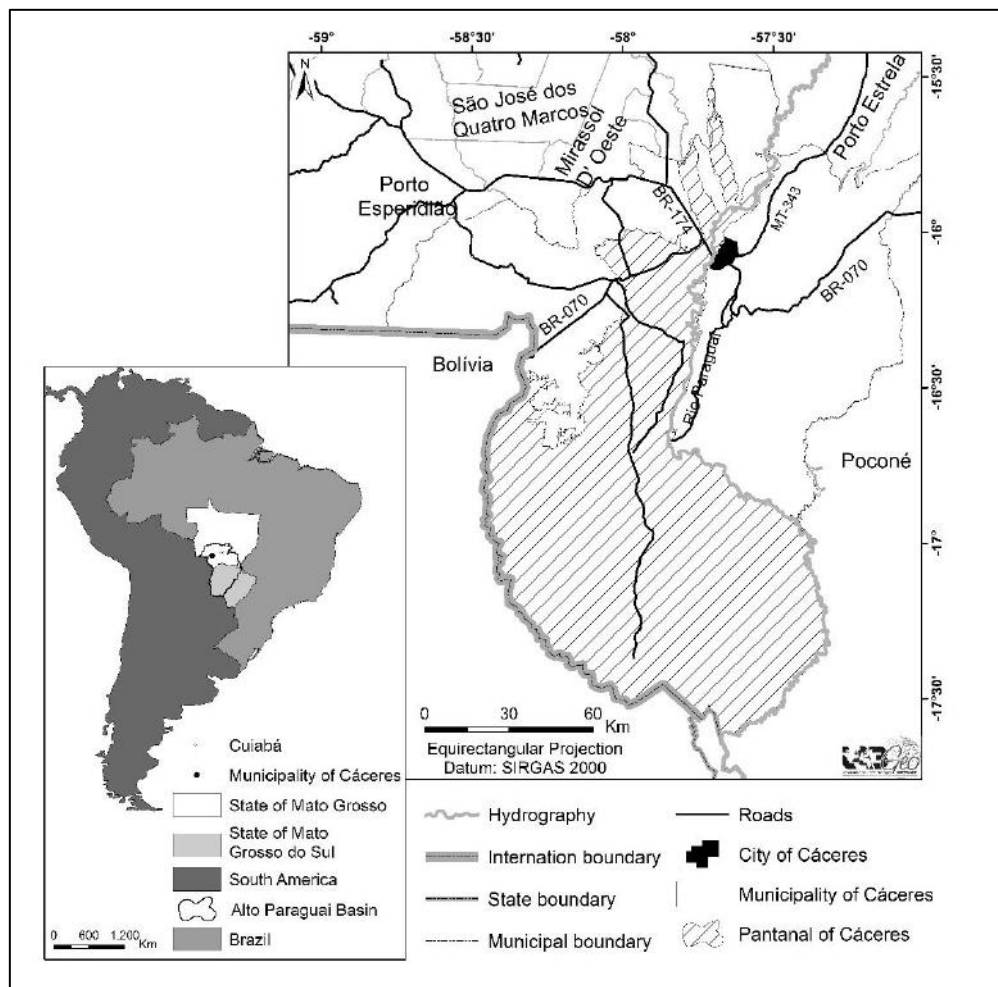 -59°
-58°30'
-58°
-57°30'
N
-15°30'
São José dos
Quatro Marcos
Mirassol
D' Oeste
Porto Estrela
Porto
Esperidião
BR-174
MT-343
-16°
BR-070
BR-070
Bolívia
Rio Paraguai
-16°30'
Poconé
-17°
-17°30'
0 30 60
Km
Equirectangular Projection
Datum: SIRGAS 2000
Geo
Cuiabá
Municipality of Cáceres
State of Mato Grosso
State of Mato
Grosso do Sul
South America
Alto Paraguai Basin
Brazil
0 600 1.200
Km
Hydrography
Internation boundary
State boundary
Municipal boundary
Roads
City of Cáceres
Municipality of Cáceres
Pantanal of Cáceres